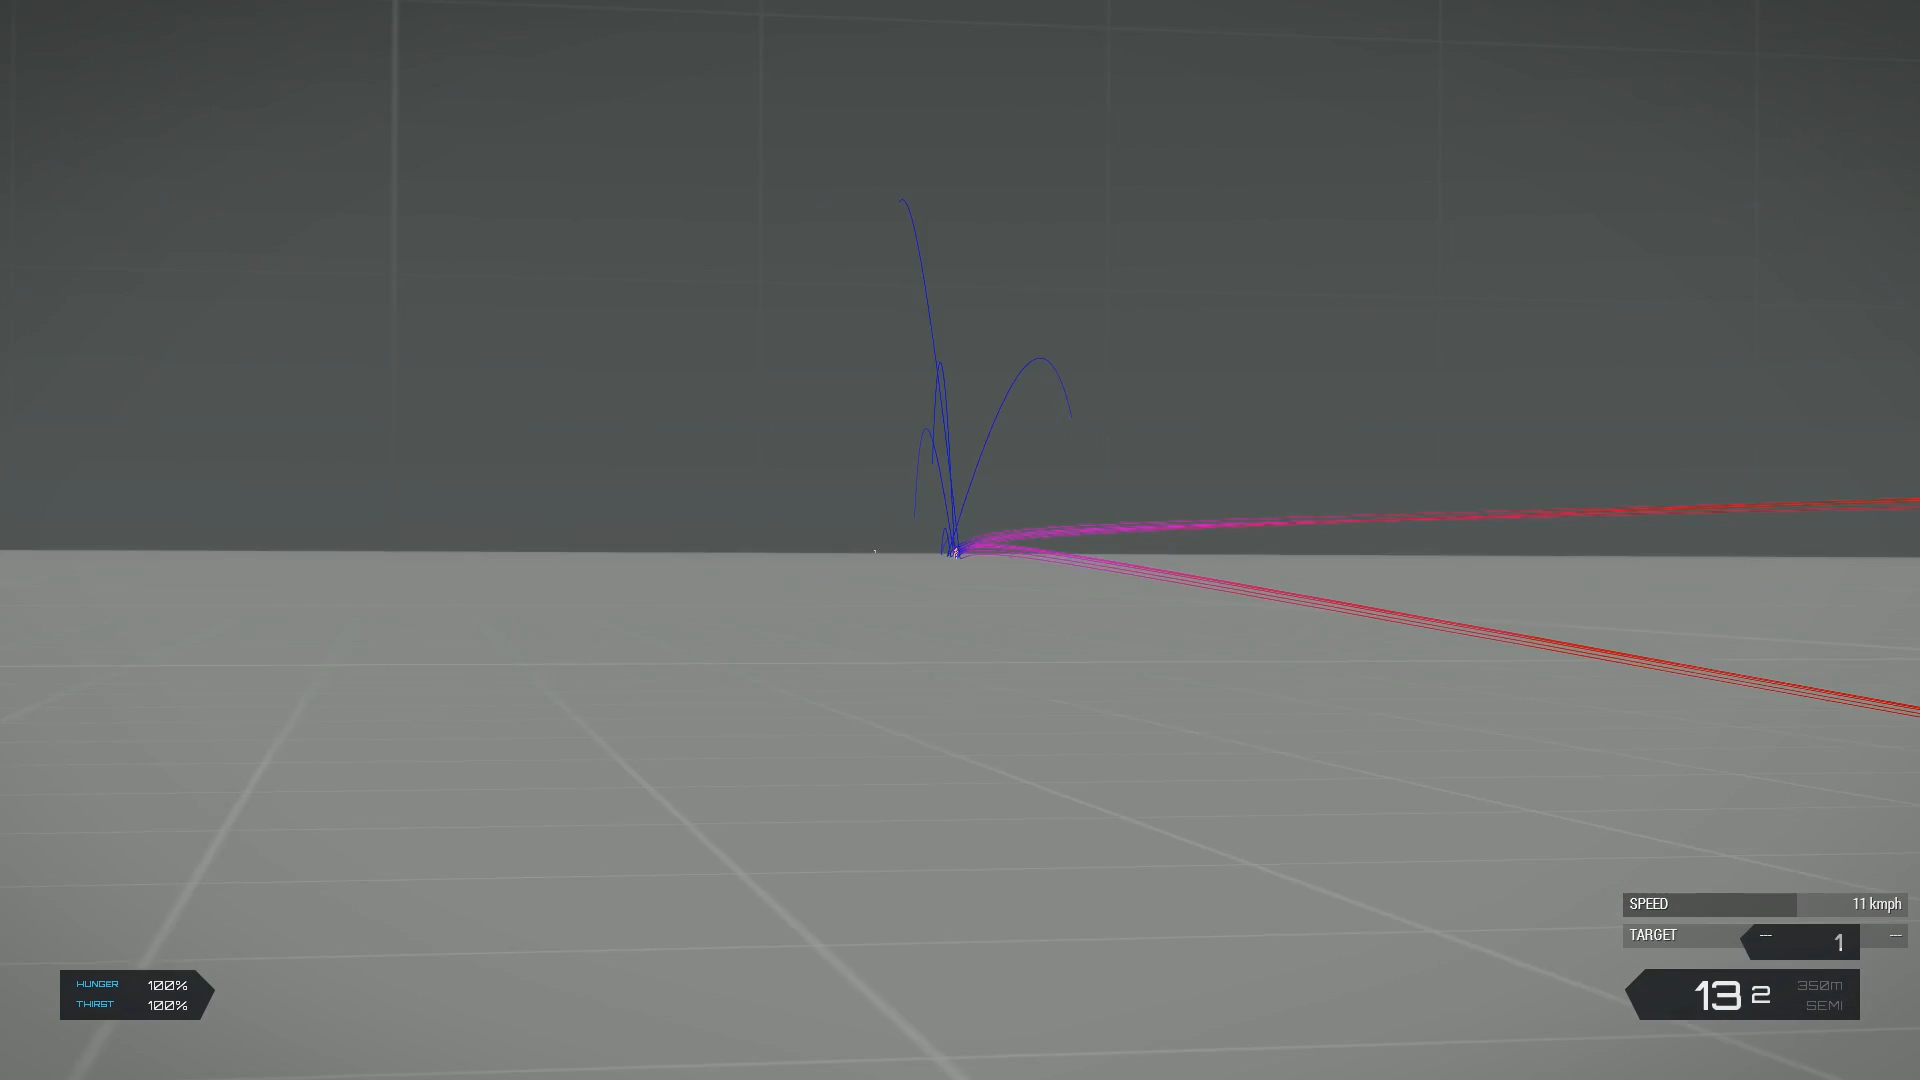 SPEED 11 kmph
TARGET --- 1 ---
HUNGER 100%
THIRST 100%
13 2 350m
SEMI